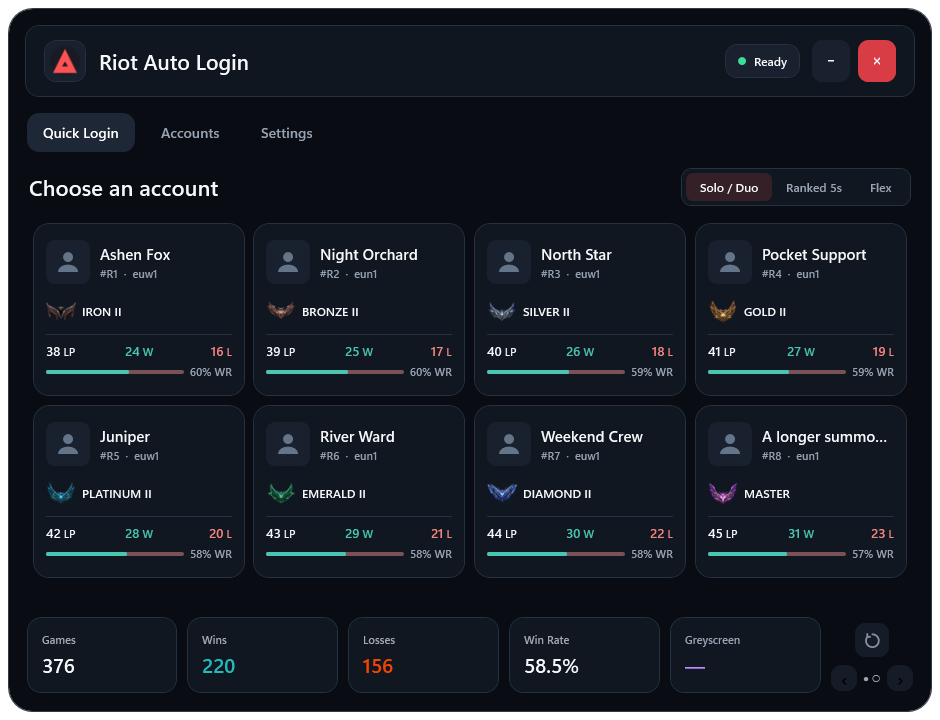 Riot Auto Login
Ready
-
×
Quick Login Accounts Settings
Choose an account
Solo / Duo Ranked 5s Flex
Ashen Fox
#R1 · euw1
IRON II
38 LP 24 W 16 L
60% WR
Night Orchard
#R2 · eun1
BRONZE II
39 LP 25 W 17 L
60% WR
North Star
#R3 · euw1
SILVER II
40 LP 26 W 18 L
59% WR
Pocket Support
#R4 · eun1
GOLD II
41 LP 27 W 19 L
59% WR
Juniper
#R5 · euw1
PLATINUM II
42 LP 28 W 20 L
58% WR
River Ward
#R6 · eun1
EMERALD II
43 LP 29 W 21 L
58% WR
Weekend Crew
#R7 · euw1
DIAMOND II
44 LP 30 W 22 L
58% WR
A longer summo...
#R8 · eun1
MASTER
45 LP 31 W 23 L
57% WR
Games
376
Wins
220
Losses
156
Win Rate
58.5%
Greyscreen
—
‹ ›